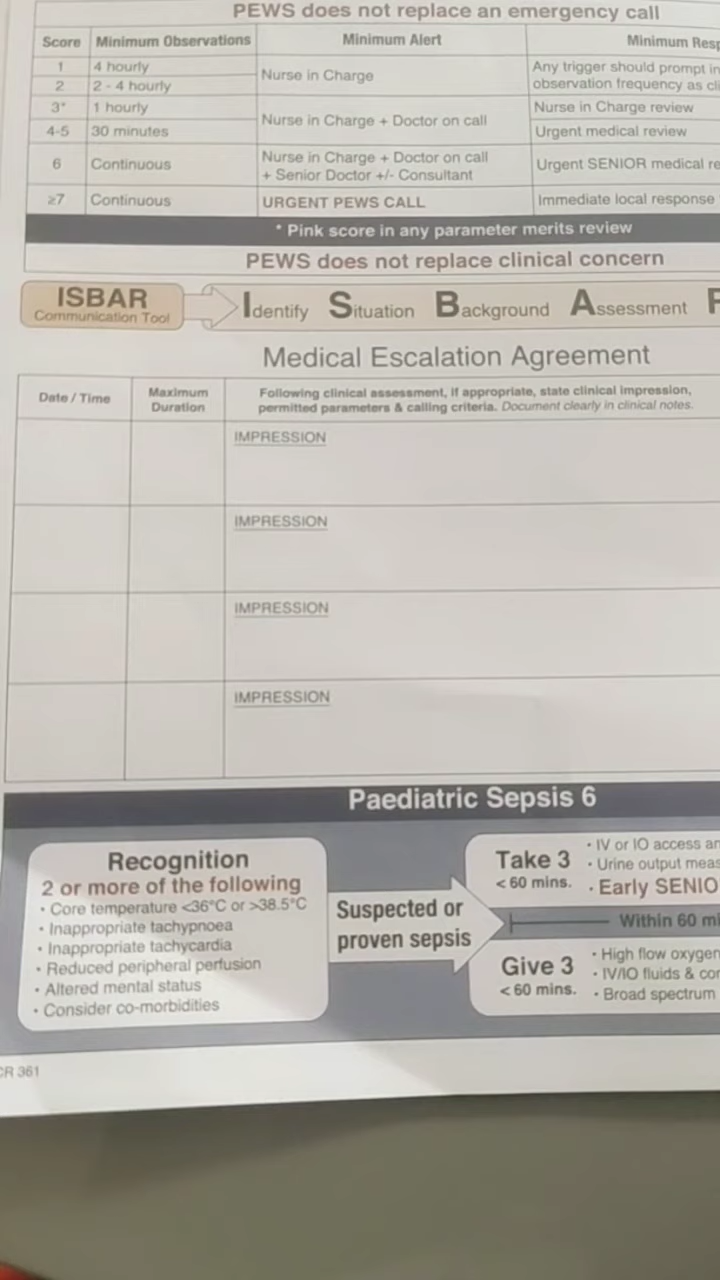 PEWS does not replace an emergency call
Score Minimum Observations Minimum Alert Minimum
1 4 hourly Nurse in Charge Any trigger should prompt
2 2 - 4 hourly observation frequency as
3* 1 hourly Nurse in Charge + Doctor on call Nurse in Charge review
4-5 30 minutes Urgent medical review
6 Continuous Nurse in Charge + Doctor on call
+ Senior Doctor +/- Consultant Urgent SENIOR medical
≥7 Continuous URGENT PEWS CALL Immediate local response
* Pink score in any parameter merits review
PEWS does not replace clinical concern
ISBAR
Communication Tool
Identify Situation Background Assessment
Medical Escalation Agreement
Date / Time Maximum
Duration Following clinical assessment, if appropriate, state clinical impression,
permitted parameters & calling criteria. Document clearly in clinical notes.
IMPRESSION
IMPRESSION
IMPRESSION
IMPRESSION
Paediatric Sepsis 6
Recognition
2 or more of the following
• Core temperature <36°C or >38.5°C
• Inappropriate tachypnoea
• Inappropriate tachycardia
• Reduced peripheral perfusion
• Altered mental status
• Consider co-morbidities
Suspected or
proven sepsis
Take 3
< 60 mins.
• IV or IO access
• Urine output
• Early
Within 60
Give 3
< 60 mins.
• High flow oxygen
• IV/IO fluids &
• Broad spectrum
CR 361